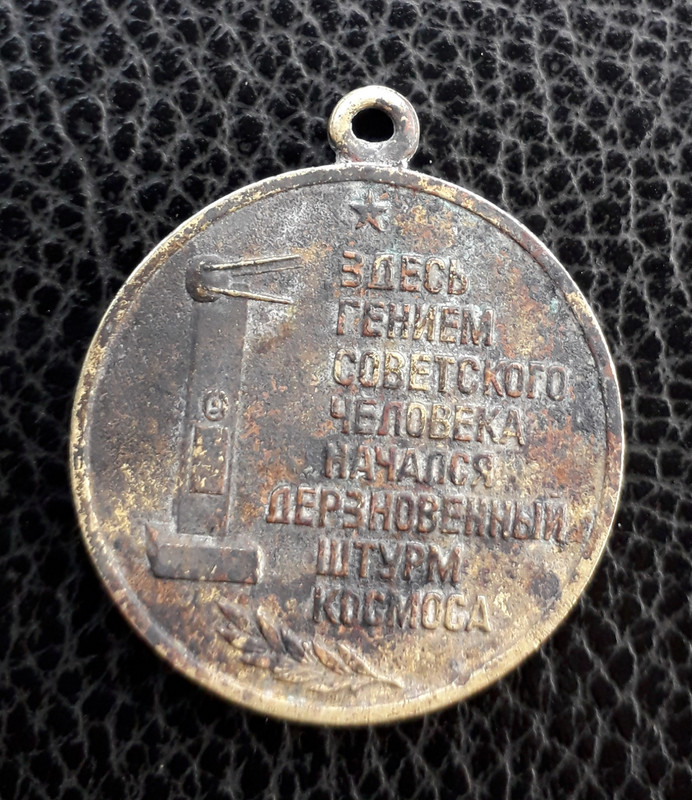 ЗДЕСЬ
ГЕНИЕМ
СОВЕТСКОГО
ЧЕЛОВЕКА
НАЧАЛСЯ
ДЕРЗНОВЕННЫЙ
ШТУРМ
КОСМОСА